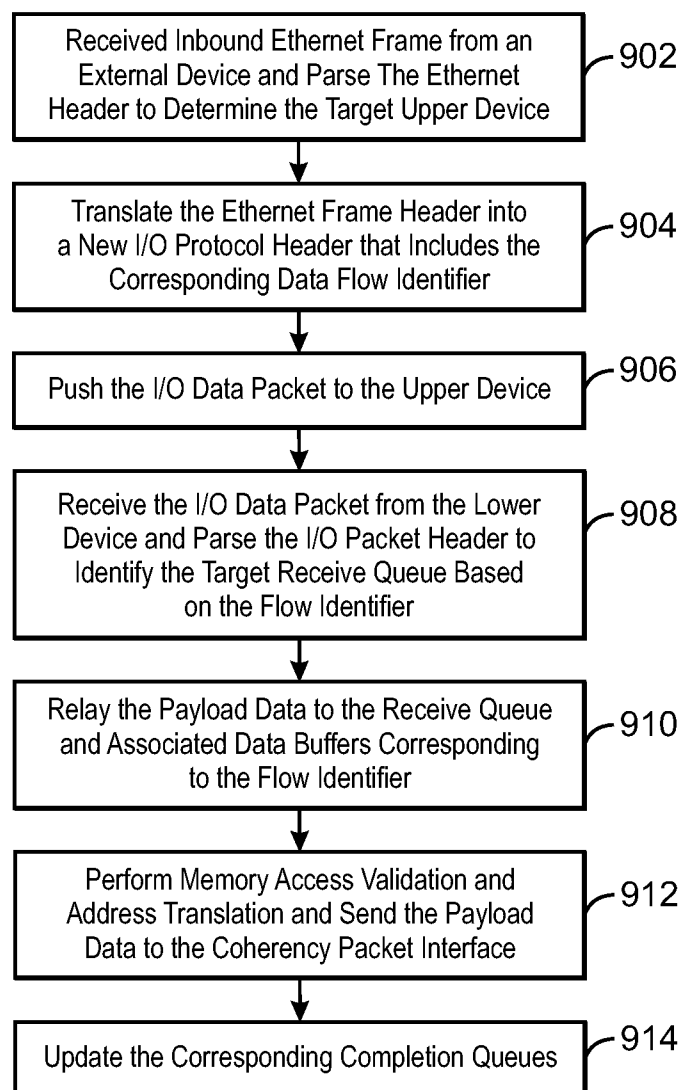 Received Inbound Ethernet Frame from an
External Device and Parse The Ethernet
Header to Determine the Target Upper Device
902
Translate the Ethernet Frame Header into
a New I/O Protocol Header that Includes the
Corresponding Data Flow Identifier
904
Push the I/O Data Packet to the Upper Device
906
Receive the I/O Data Packet from the Lower
Device and Parse the I/O Packet Header to
Identify the Target Receive Queue Based
on the Flow Identifier
908
Relay the Payload Data to the Receive Queue
and Associated Data Buffers Corresponding
to the Flow Identifier
910
Perform Memory Access Validation and
Address Translation and Send the Payload
Data to the Coherency Packet Interface
912
Update the Corresponding Completion Queues
914